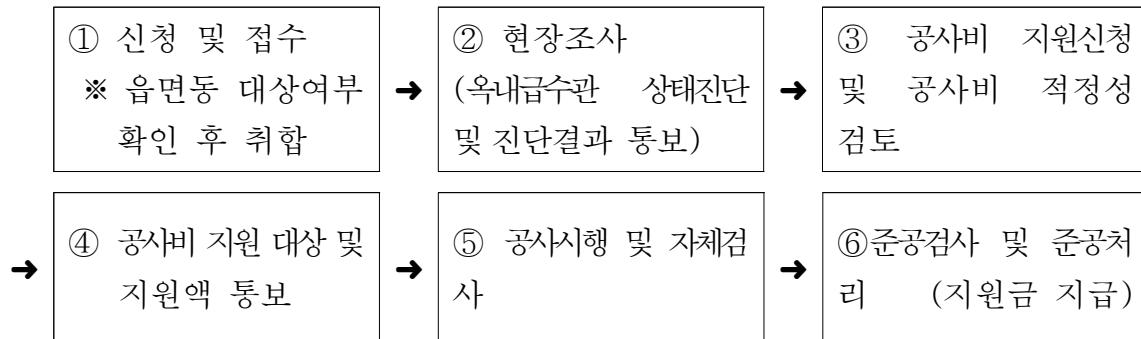 ① 신청 및 접수
※ 읍면동 대상여부
확인 후 취합
➜
② 현장조사
(옥내급수관 상태진단
및 진단결과 통보)
➜
③ 공사비 지원신청
및 공사비 적정성
검토
➜
④ 공사비 지원 대상 및
지원액 통보
➜
⑤ 공사시행 및 자체검
사
➜
⑥준공검사 및 준공처
리 (지원금 지급)